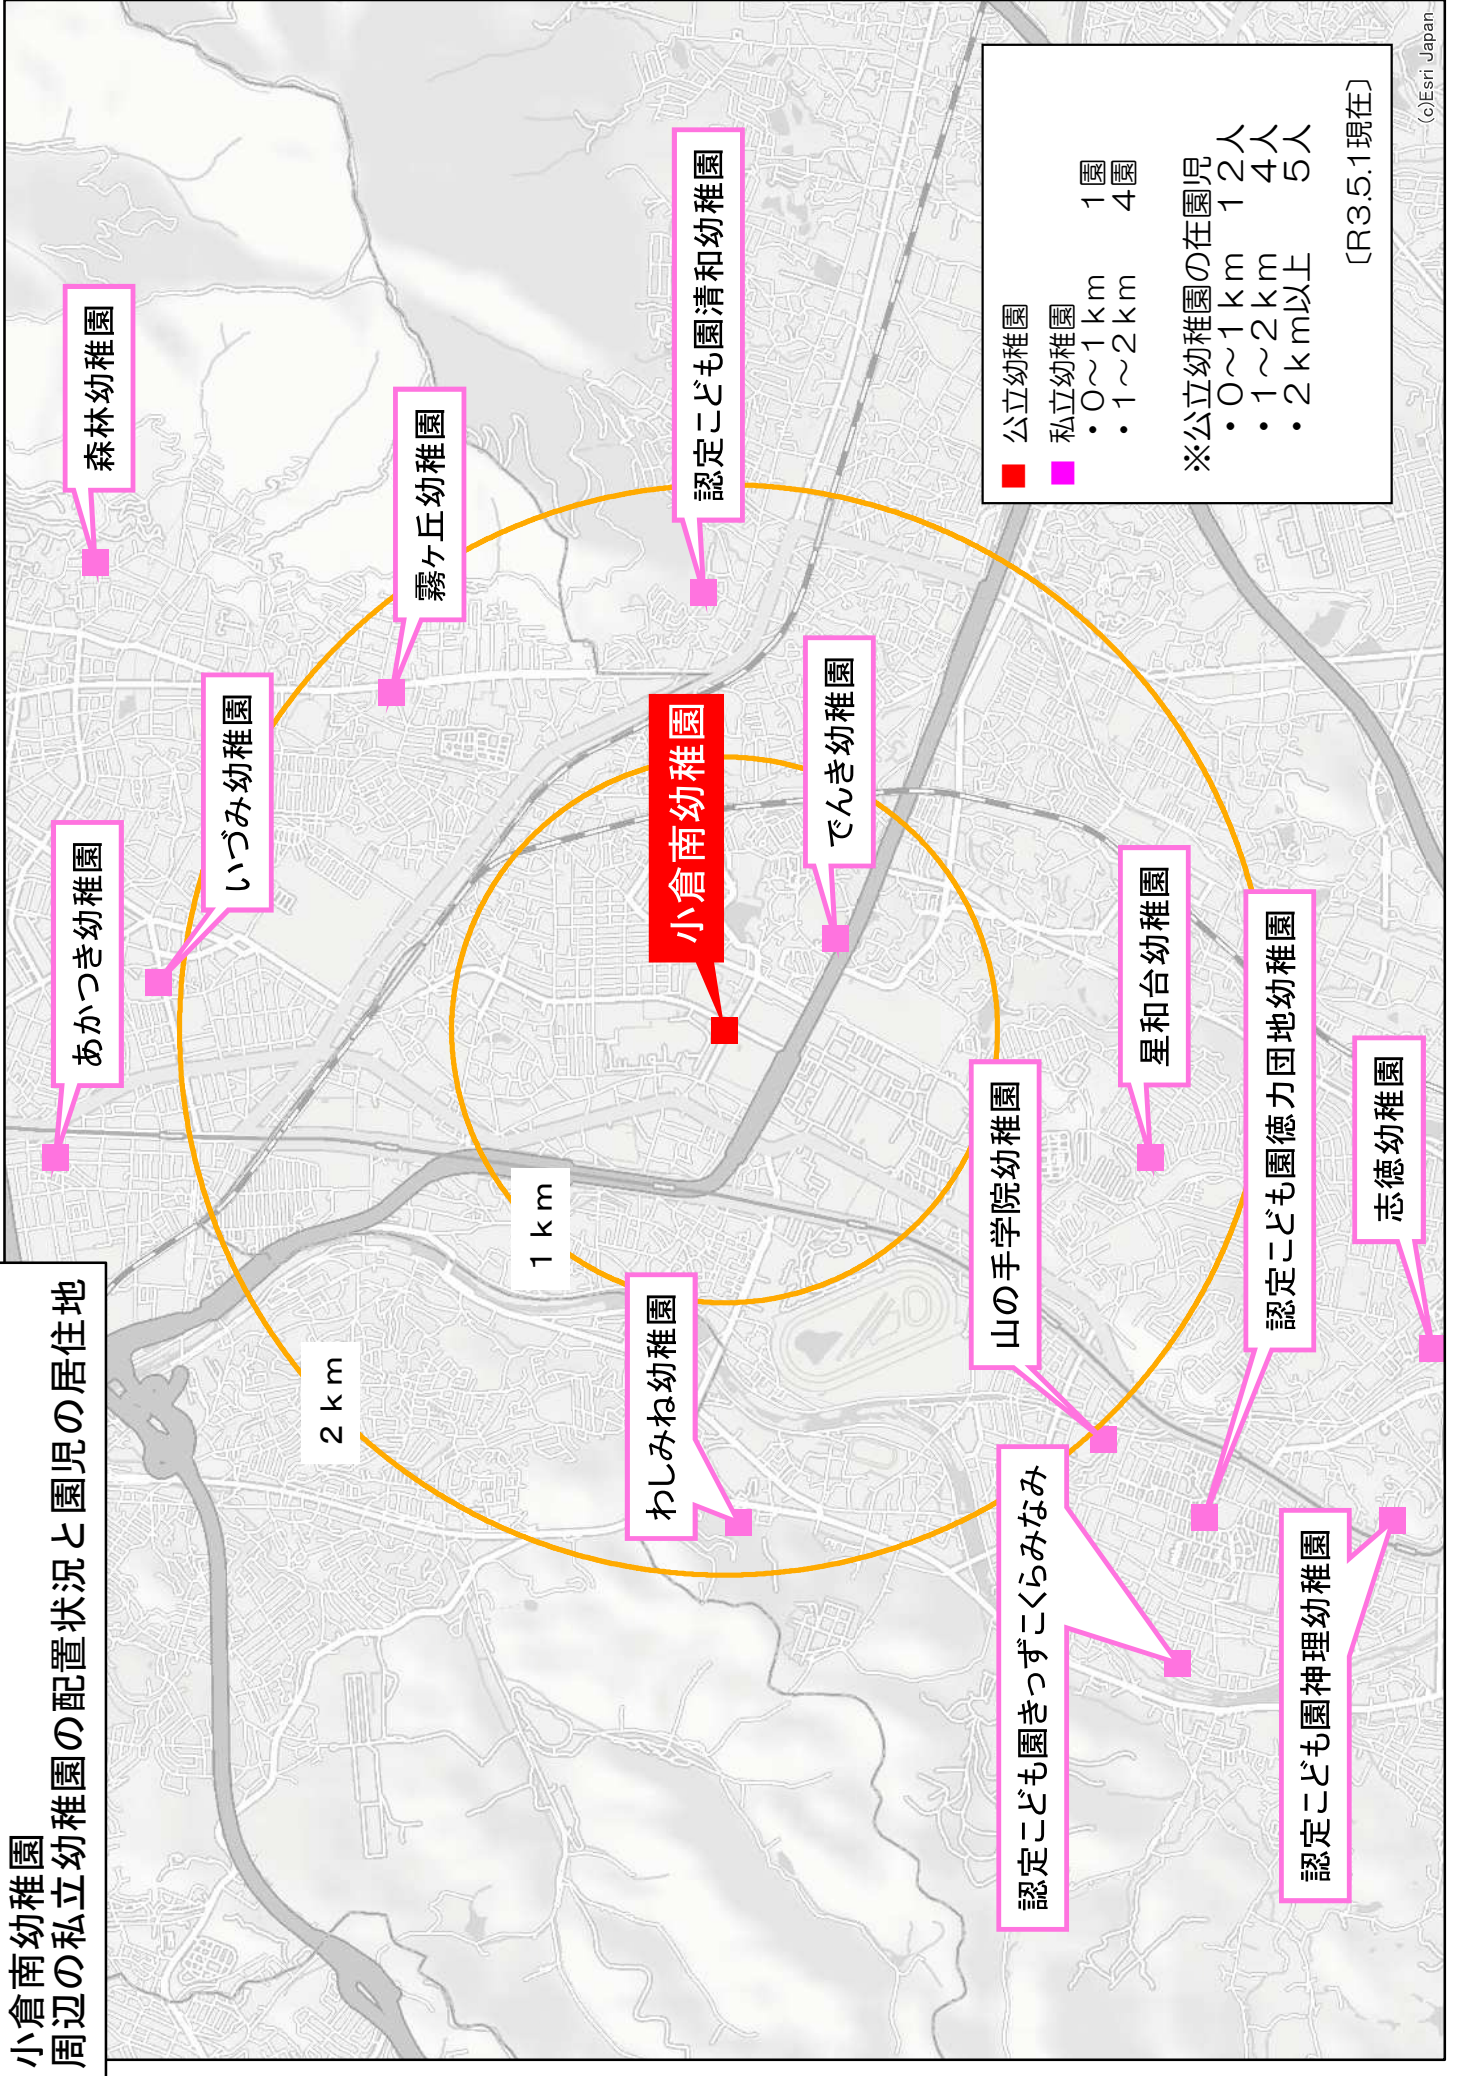 小倉南幼稚園
周辺の私立幼稚園の配置状況と園児の居住地
森林幼稚園
あかつき幼稚園
いづみ幼稚園
霧ヶ丘幼稚園
2km
1km
認定こども園清和幼稚園
小倉南幼稚園
わしみね幼稚園
でんき幼稚園
山の手学院幼稚園
認定こども園きっずこくらみなみ
星和台幼稚園
認定こども園徳力団地幼稚園
認定こども園神理幼稚園
志徳幼稚園
■ 公立幼稚園
■ 私立幼稚園
・0～1km 1園
・1～2km 4園
※公立幼稚園の在園児
・0～1km 12人
・1～2km 4人
・2km以上 5人
〔R3.5.1現在〕
(c)Esri Japan